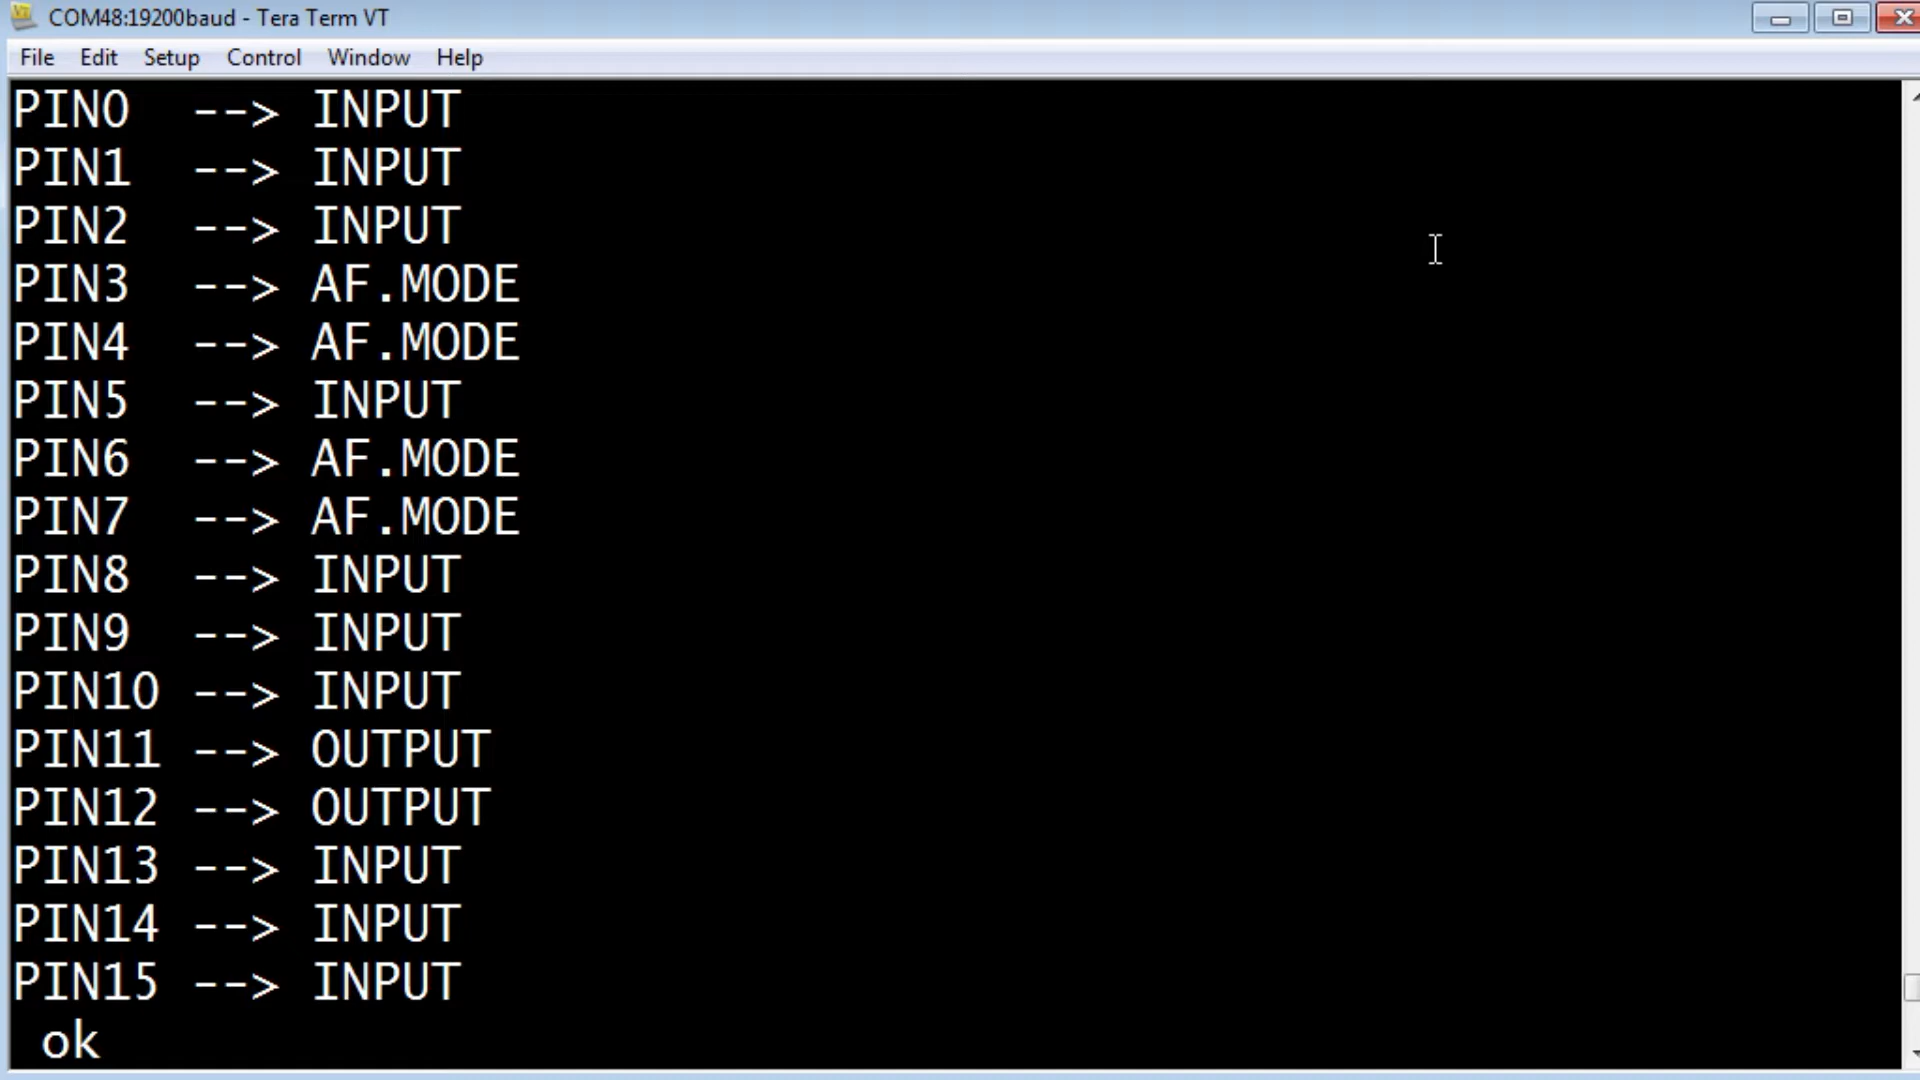 COM48:19200baud - Tera Term VT
File Edit Setup Control Window Help
PIN0 --> INPUT
PIN1 --> INPUT
PIN2 --> INPUT
PIN3 --> AF.MODE
PIN4 --> AF.MODE
PIN5 --> INPUT
PIN6 --> AF.MODE
PIN7 --> AF.MODE
PIN8 --> INPUT
PIN9 --> INPUT
PIN10 --> INPUT
PIN11 --> OUTPUT
PIN12 --> OUTPUT
PIN13 --> INPUT
PIN14 --> INPUT
PIN15 --> INPUT
ok